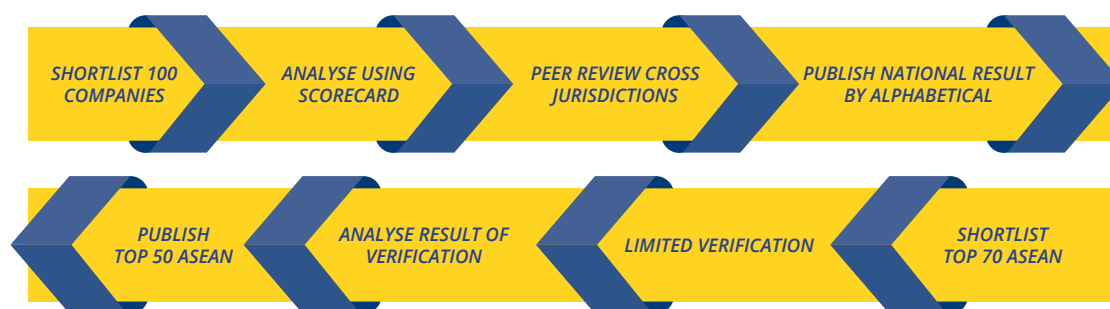 SHORTLIST 100
COMPANIES
ANALYSE USING
SCORECARD
PEER REVIEW CROSS
JURISDICTIONS
PUBLISH NATIONAL RESULT
BY ALPHABETICAL
PUBLISH
TOP 50 ASEAN
ANALYSE RESULT OF
VERIFICATION
LIMITED VERIFICATION
SHORTLIST
TOP 70 ASEAN